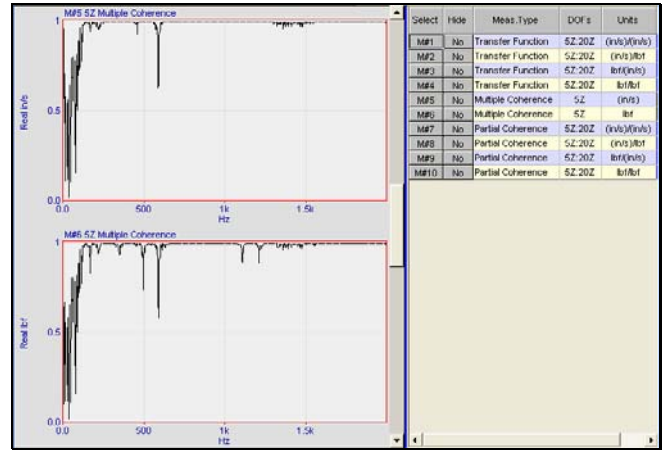 M#5 5Z Multiple Coherence
1
0.5
0.0
Real in/s
0.0 500 1k 1.5k
Hz
M#6 5Z Multiple Coherence
1
0.5
0.0
Real lbf
0.0 500 1k 1.5k
Hz
Select Hide Meas.Type DOFs Units
M#1 No Transfer Function 5Z:20Z (in/s)/(in/s)
M#2 No Transfer Function 5Z:20Z (in/s)/lbf
M#3 No Transfer Function 5Z:20Z lbf/(in/s)
M#4 No Transfer Function 5Z:20Z lbf/lbf
M#5 No Multiple Coherence 5Z (in/s)
M#6 No Multiple Coherence 5Z lbf
M#7 No Partial Coherence 5Z:20Z (in/s)/(in/s)
M#8 No Partial Coherence 5Z:20Z (in/s)/lbf
M#9 No Partial Coherence 5Z:20Z lbf/(in/s)
M#10 No Partial Coherence 5Z:20Z lbf/lbf